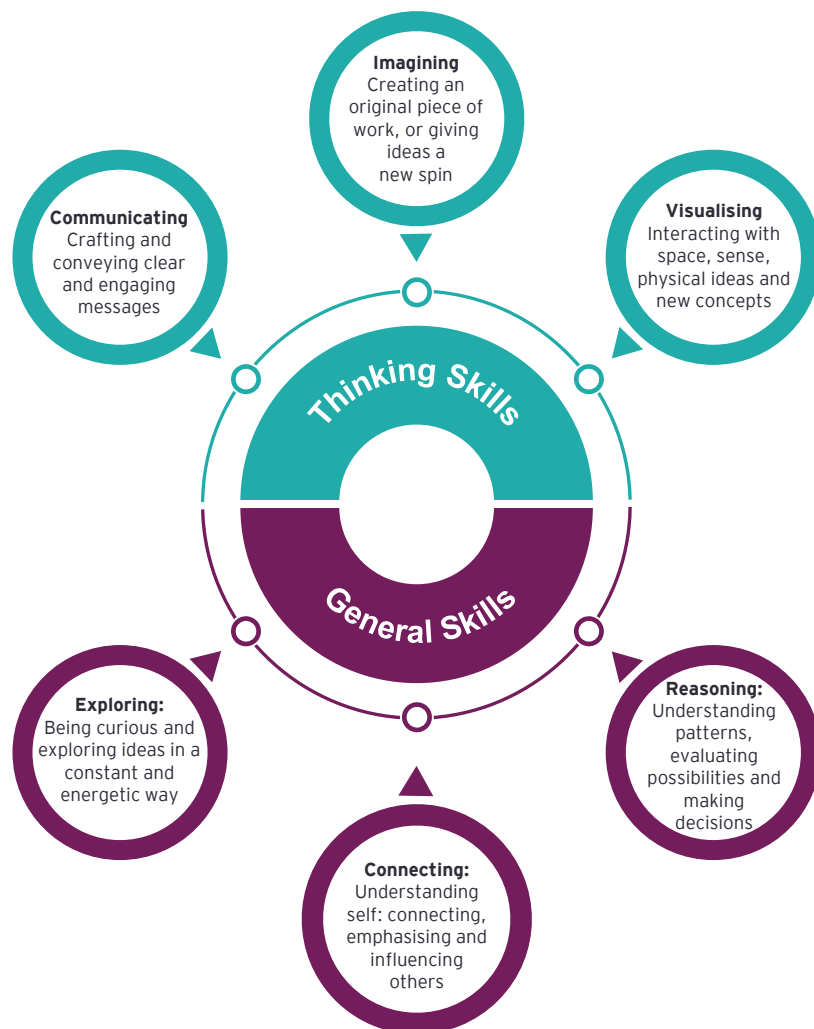 Imagining
Creating an
original piece of
work, or giving
ideas a
new spin
Communicating
Crafting and
conveying clear
and engaging
messages
Visualising
Interacting with
space, sense,
physical ideas and
new concepts
Thinking Skills
General Skills
Exploring:
Being curious and
exploring ideas in a
constant and
energetic way
Reasoning:
Understanding
patterns,
evaluating
possibilities and
making
decisions
Connecting:
Understanding
self: connecting,
emphasising and
influencing
others